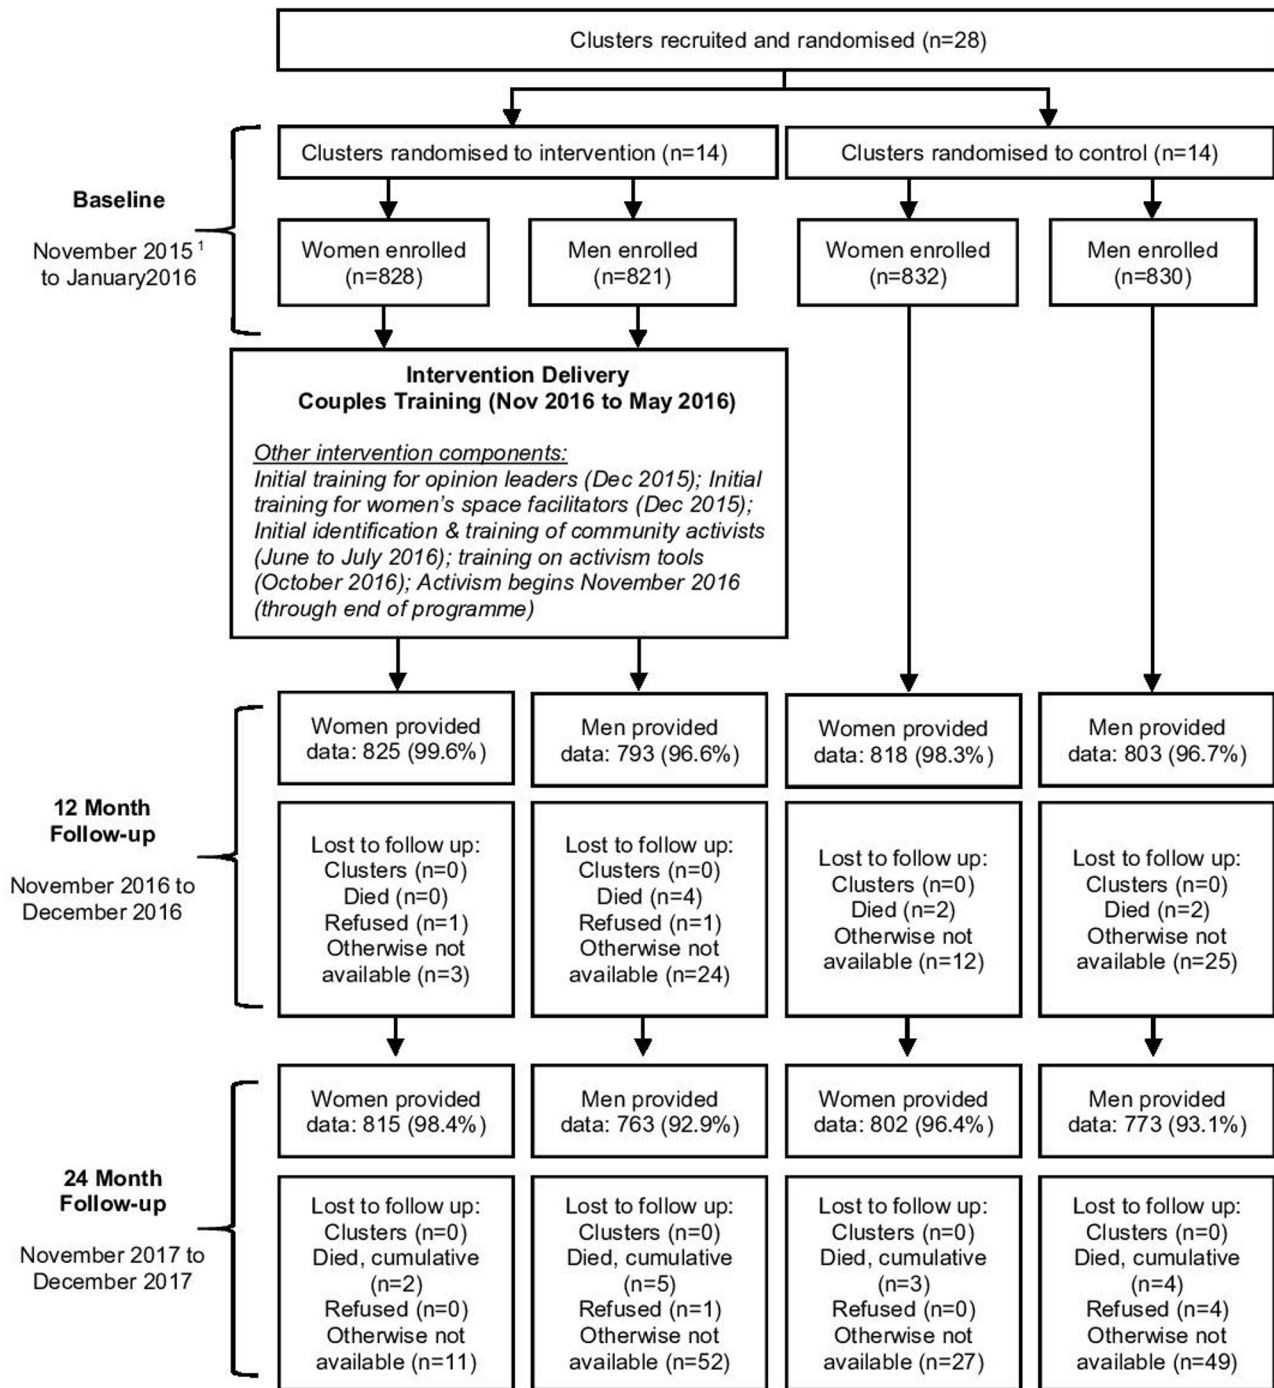 Clusters recruited and randomised (n=28)
Clusters randomised to intervention (n=14)
Clusters randomised to control (n=14)
Baseline
November 2015 1
to January2016
Women enrolled
(n=828)
Men enrolled
(n=821)
Women enrolled
(n=832)
Men enrolled
(n=830)
Intervention Delivery
Couples Training (Nov 2016 to May 2016)
Other intervention components:
Initial training for opinion leaders (Dec 2015); Initial
training for women's space facilitators (Dec 2015);
Initial identification & training of community activists
(June to July 2016); training on activism tools
(October 2016); Activism begins November 2016
(through end of programme)
12 Month
Follow-up
November 2016 to
December 2016
Women provided
data: 825 (99.6%)
Men provided
data: 793 (96.6%)
Women provided
data: 818 (98.3%)
Men provided
data: 803 (96.7%)
Lost to follow up:
Clusters (n=0)
Died (n=0)
Refused (n=1)
Otherwise not
available (n=3)
Lost to follow up:
Clusters (n=0)
Died (n=4)
Refused (n=1)
Otherwise not
available (n=24)
Lost to follow up:
Clusters (n=0)
Died (n=2)
Otherwise not
available (n=12)
Lost to follow up:
Clusters (n=0)
Died (n=2)
Otherwise not
available (n=25)
24 Month
Follow-up
November 2017 to
December 2017
Women provided
data: 815 (98.4%)
Men provided
data: 763 (92.9%)
Women provided
data: 802 (96.4%)
Men provided
data: 773 (93.1%)
Lost to follow up:
Clusters (n=0)
Died, cumulative
(n=2)
Refused (n=0)
Otherwise not
available (n=11)
Lost to follow up:
Clusters (n=0)
Died, cumulative
(n=5)
Refused (n=1)
Otherwise not
available (n=52)
Lost to follow up:
Clusters (n=0)
Died, cumulative
(n=3)
Refused (n=0)
Otherwise not
available (n=27)
Lost to follow up:
Clusters (n=0)
Died, cumulative
(n=4)
Refused (n=4)
Otherwise not
available (n=49)